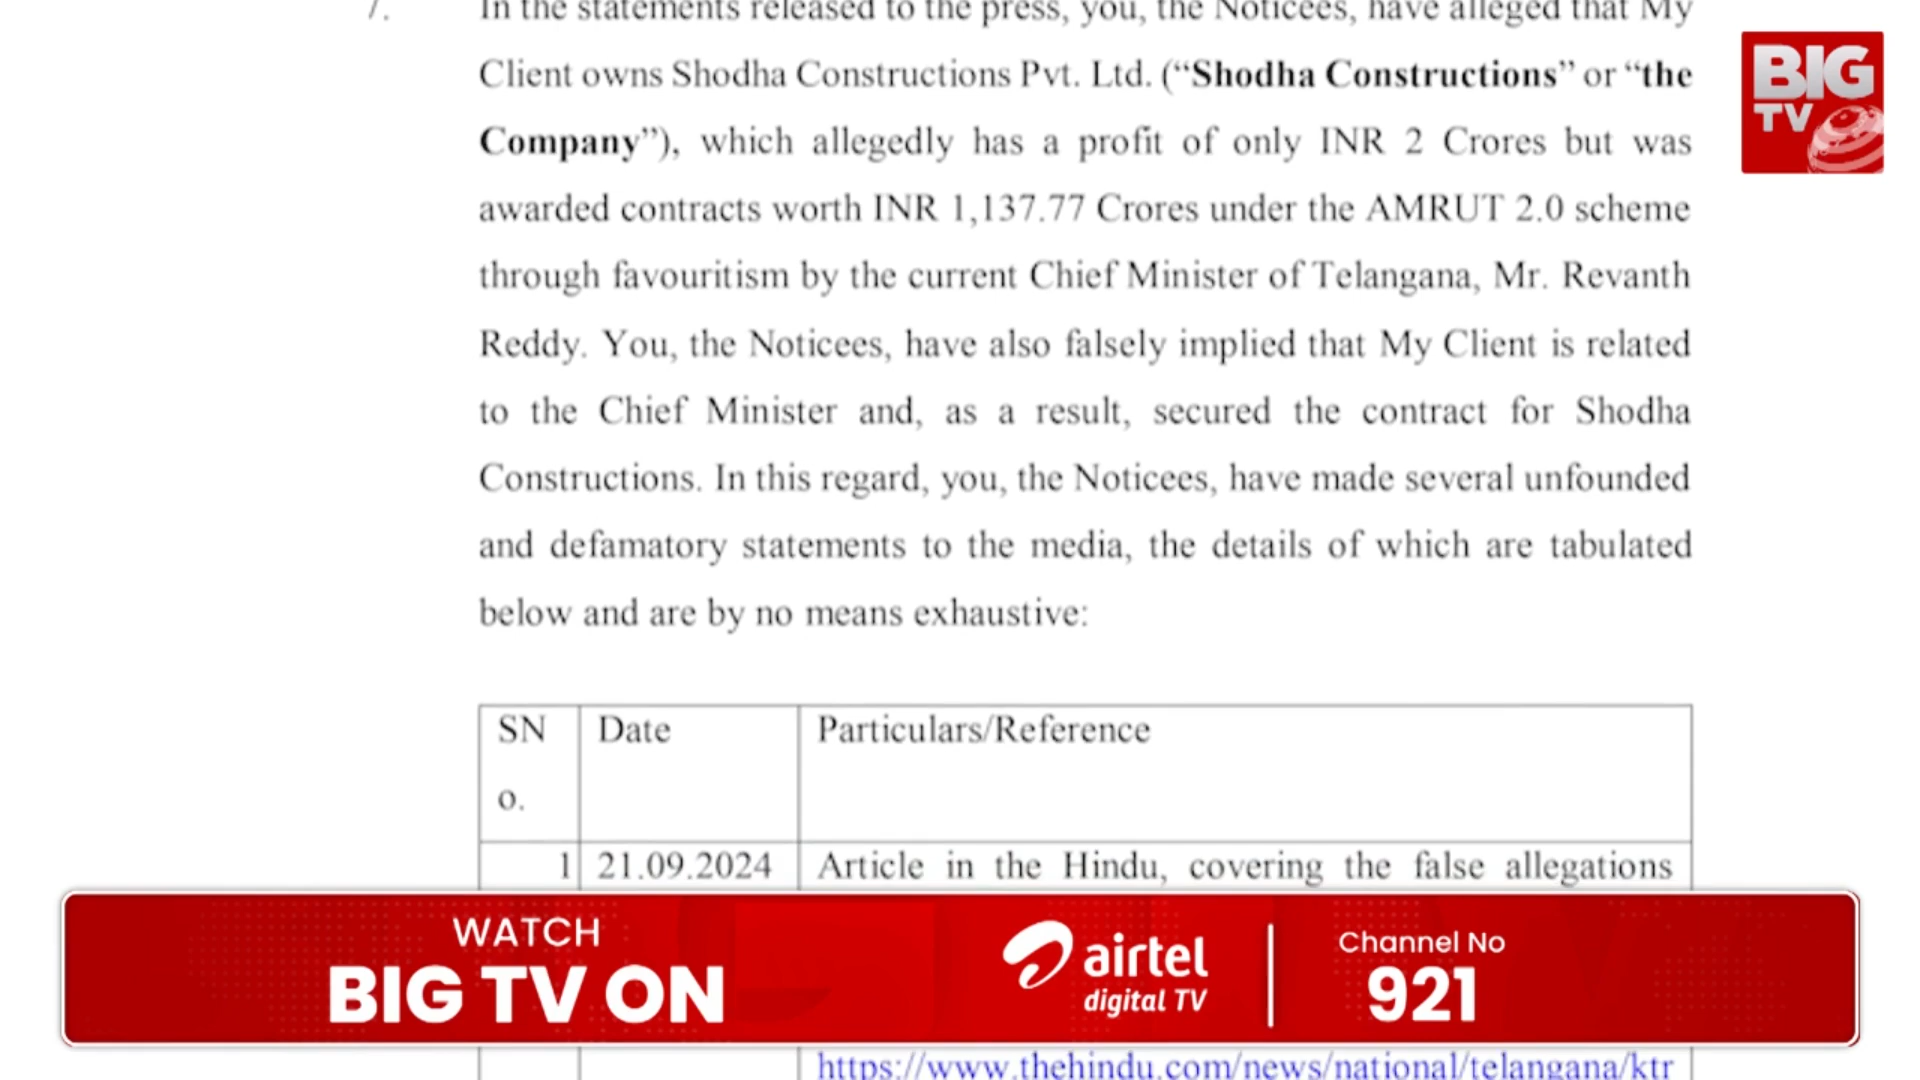 7. In the statements released to the press, you, the Noticees, have alleged that My
Client owns Shodha Constructions Pvt. Ltd. (“Shodha Constructions” or “the
Company”), which allegedly has a profit of only INR 2 Crores but was
awarded contracts worth INR 1,137.77 Crores under the AMRUT 2.0 scheme
through favouritism by the current Chief Minister of Telangana, Mr. Revanth
Reddy. You, the Noticees, have also falsely implied that My Client is related
to the Chief Minister and, as a result, secured the contract for Shodha
Constructions. In this regard, you, the Noticees, have made several unfounded
and defamatory statements to the media, the details of which are tabulated
below and are by no means exhaustive:
SN
o.
Date
Particulars/Reference
1
21.09.2024
Article in the Hindu, covering the false allegations
https://www.thehindu.com/news/national/telangana/ktr
BIG
TV
WATCH
BIG TV ON
airtel
digital TV
Channel No
921